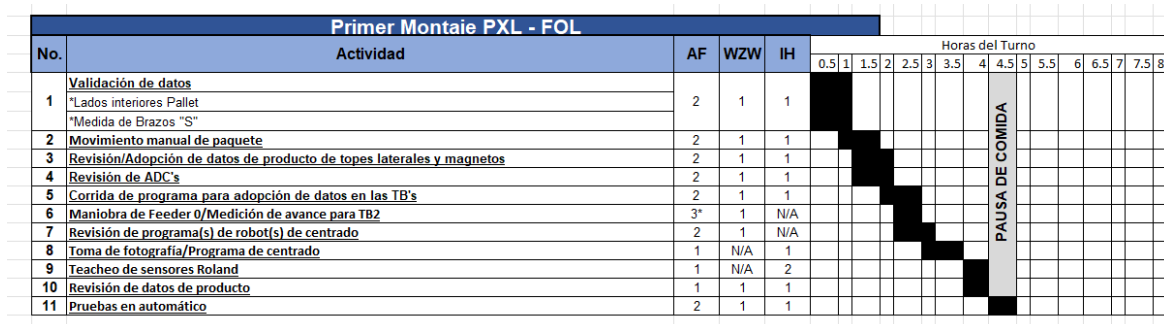 Primer Montaje PXL - FOL
No. Actividad AF WZW IH Horas del Turno
0.5 1 1.5 2 2.5 3 3.5 4 4.5 5 5.5 6 6.5 7 7.5 8
Validación de datos
1 *Lados interiores Pallet 2 1 1
*Medida de Brazos "S"
2 Movimiento manual de paquete 2 1 1
3 Revisión/Adopción de datos de producto de topes laterales y magnetos 2 1 1
4 Revisión de ADC's 2 1 1
5 Corrida de programa para adopción de datos en las TB's 2 1 1
6 Maniobra de Feeder 0/Medición de avance para TB2 3* 1 N/A
7 Revisión de programa(s) de robot(s) de centrado 2 1 N/A
8 Toma de fotografía/Programa de centrado 1 N/A 1
9 Teacheo de sensores Roland 1 N/A 2
10 Revisión de datos de producto 1 1 1
11 Pruebas en automático 2 1 1
PAUSA DE COMIDA